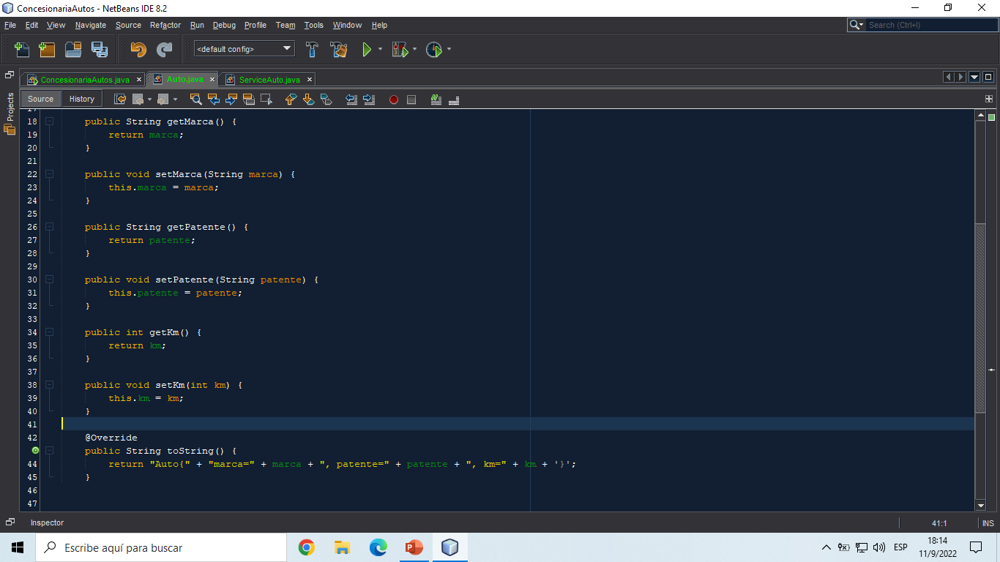 ConcesionariaAutos - NetBeans IDE 8.2
File Edit View Navigate Source Refactor Run Debug Profile Team Tools Window Help
Search (Ctrl+I)
<default config>
ConcesionariaAutos.java Auto.java ServiceAuto.java
Projects
Source History
17
18 public String getMarca() {
19 return marca;
20 }
21
22 public void setMarca(String marca) {
23 this.marca = marca;
24 }
25
26 public String getPatente() {
27 return patente;
28 }
29
30 public void setPatente(String patente) {
31 this.patente = patente;
32 }
33
34 public int getKm() {
35 return km;
36 }
37
38 public void setKm(int km) {
39 this.km = km;
40 }
41
42 @Override
public String toString() {
44 return "Auto{" + "marca=" + marca + ", patente=" + patente + ", km=" + km + '}';
45 }
46
47
Inspector
41:1 INS
Escribe aquí para buscar
ESP
18:14
11/9/2022